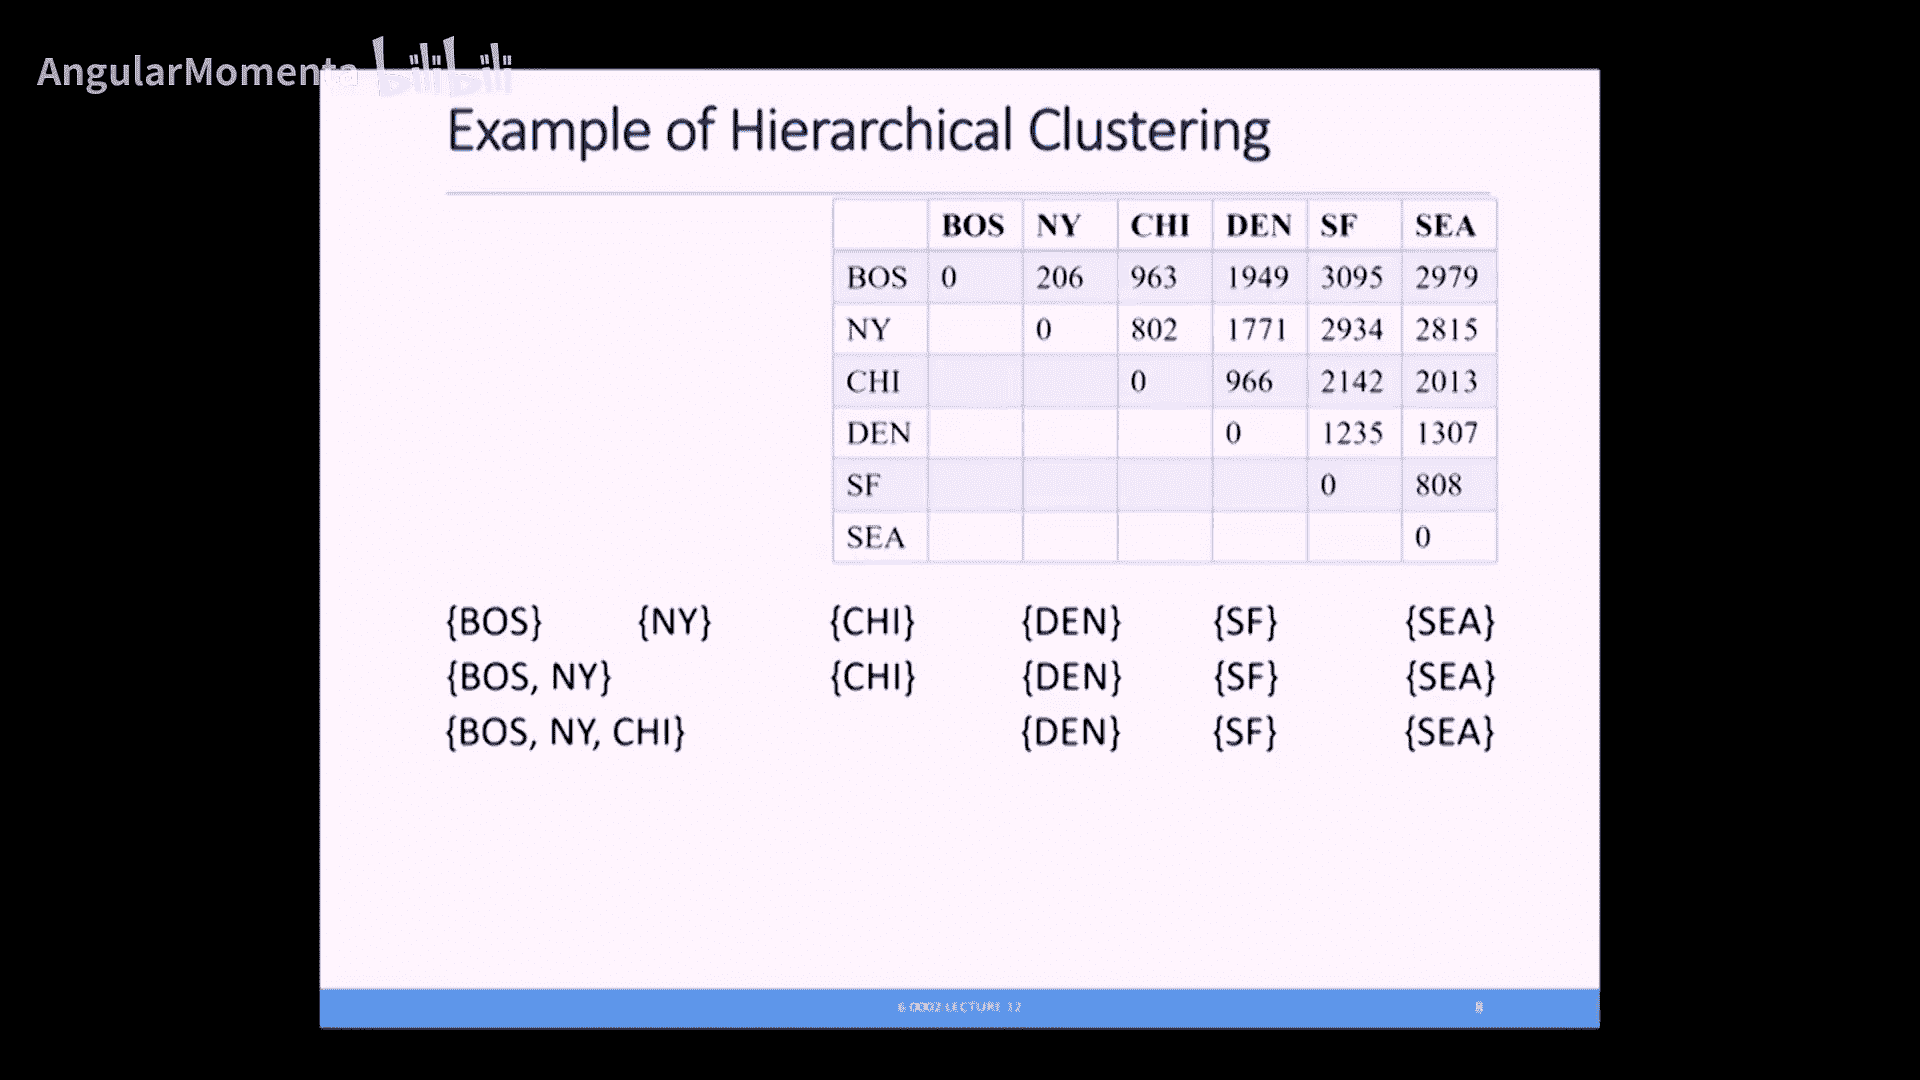 AngularMomenta bilibili
Example of Hierarchical Clustering
BOS NY CHI DEN SF SEA
BOS 0 206 963 1949 3095 2979
NY 0 802 1771 2934 2815
CHI 0 966 2142 2013
DEN 0 1235 1307
SF 0 808
SEA 0
{BOS} {NY} {CHI} {DEN} {SF} {SEA}
{BOS, NY} {CHI} {DEN} {SF} {SEA}
{BOS, NY, CHI} {DEN} {SF} {SEA}
6.0002 LECTURE 12 8